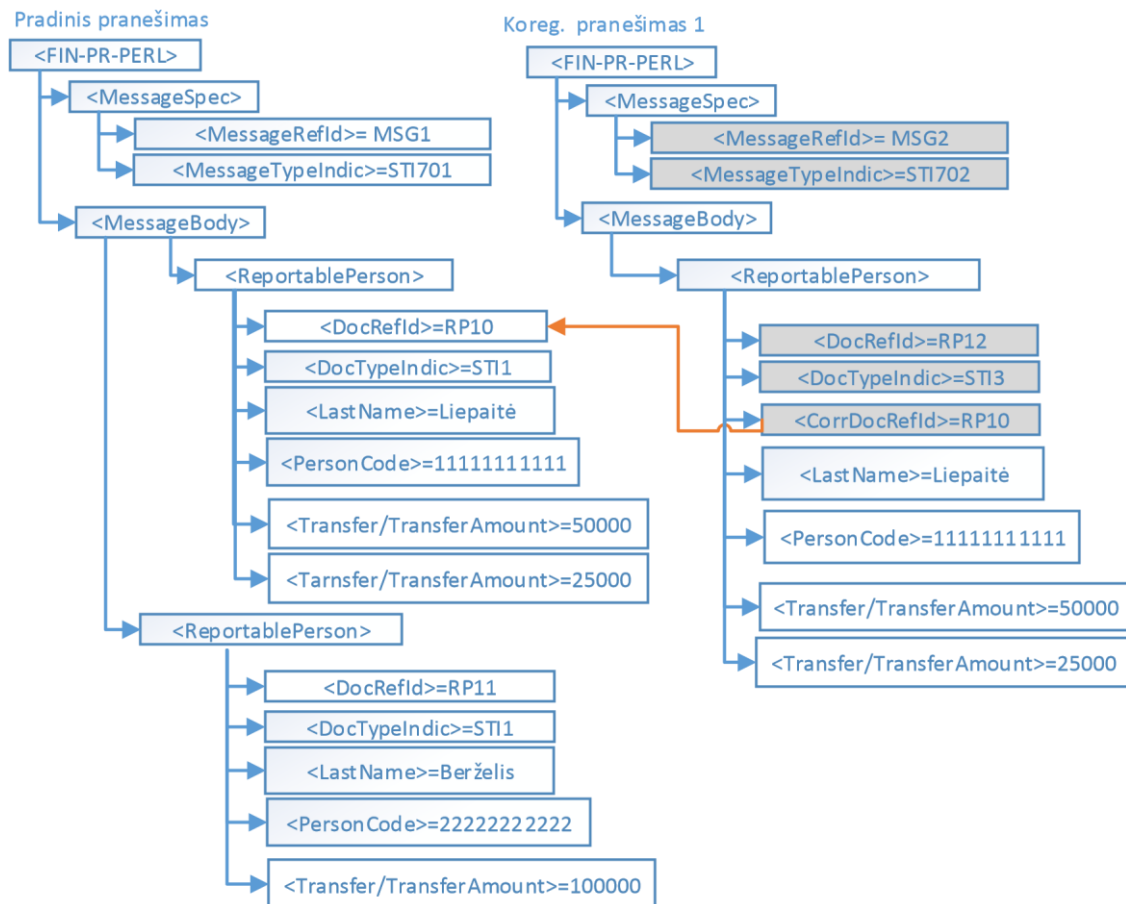 Pradinis pranešimas
<FIN-PR-PERL>
<MessageSpec>
<MessageRefId>= MSG1
<MessageTypeIndic>=STI701
<MessageBody>
<ReportablePerson>
<DocRefId>=RP10
<DocTypeIndic>=STI1
<LastName>=Liepaitė
<PersonCode>=11111111111
<Transfer/TransferAmount>=50000
<Tarnsfer/TransferAmount>=25000
<ReportablePerson>
<DocRefId>=RP11
<DocTypeIndic>=STI1
<LastName>=Berželis
<PersonCode>=22222222222
<Transfer/TransferAmount>=100000
Koreg. pranešimas 1
<FIN-PR-PERL>
<MessageSpec>
<MessageRefId>= MSG2
<MessageTypeIndic>=STI702
<MessageBody>
<ReportablePerson>
<DocRefId>=RP12
<DocTypeIndic>=STI3
<CorrDocRefId>=RP10
<LastName>=Liepaitė
<PersonCode>=11111111111
<Transfer/TransferAmount>=50000
<Transfer/TransferAmount>=25000